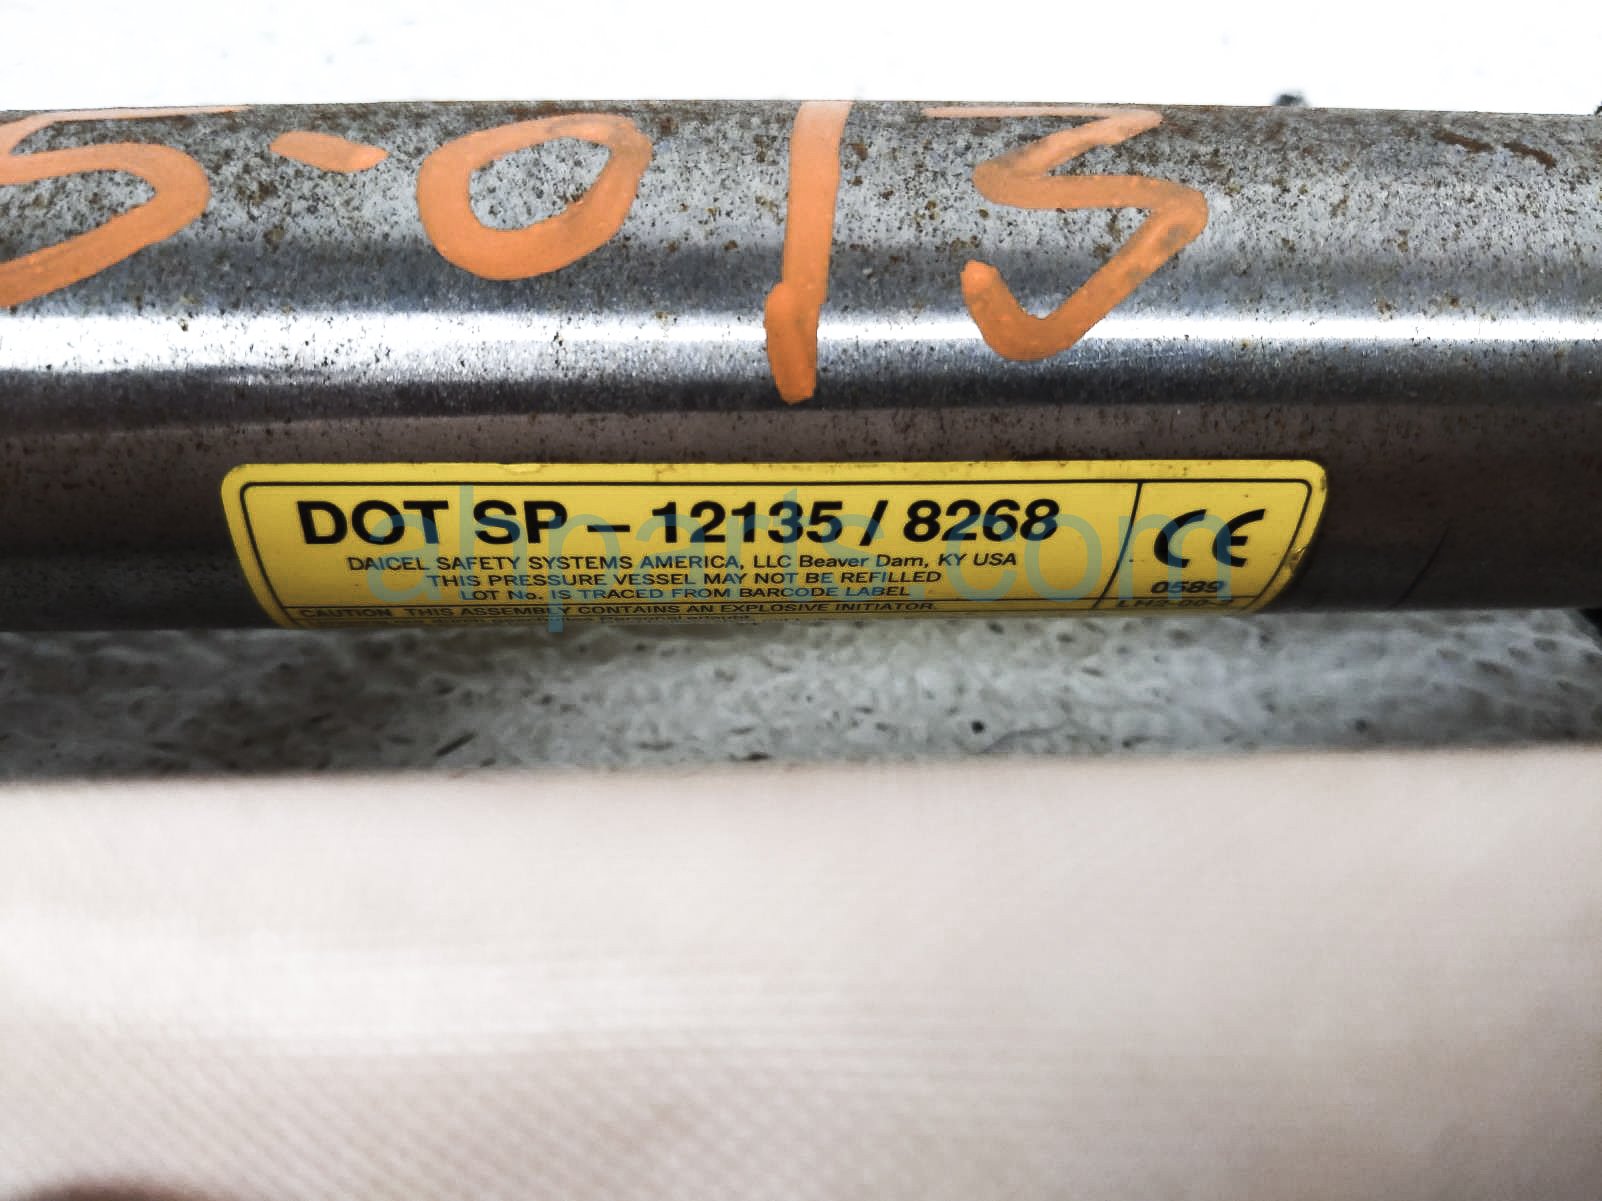 5-013
DOT SP – 12135 / 8268
DAICEL SAFETY SYSTEMS AMERICA, LLC Beaver Dam, KY USA
THIS PRESSURE VESSEL MAY NOT BE REFILLED
LOT No. IS TRACED FROM BARCODE LABEL
CAUTION THIS ASSEMBLY CONTAINS AN EXPLOSIVE INITIATOR.
CE
0589
ahparts.com